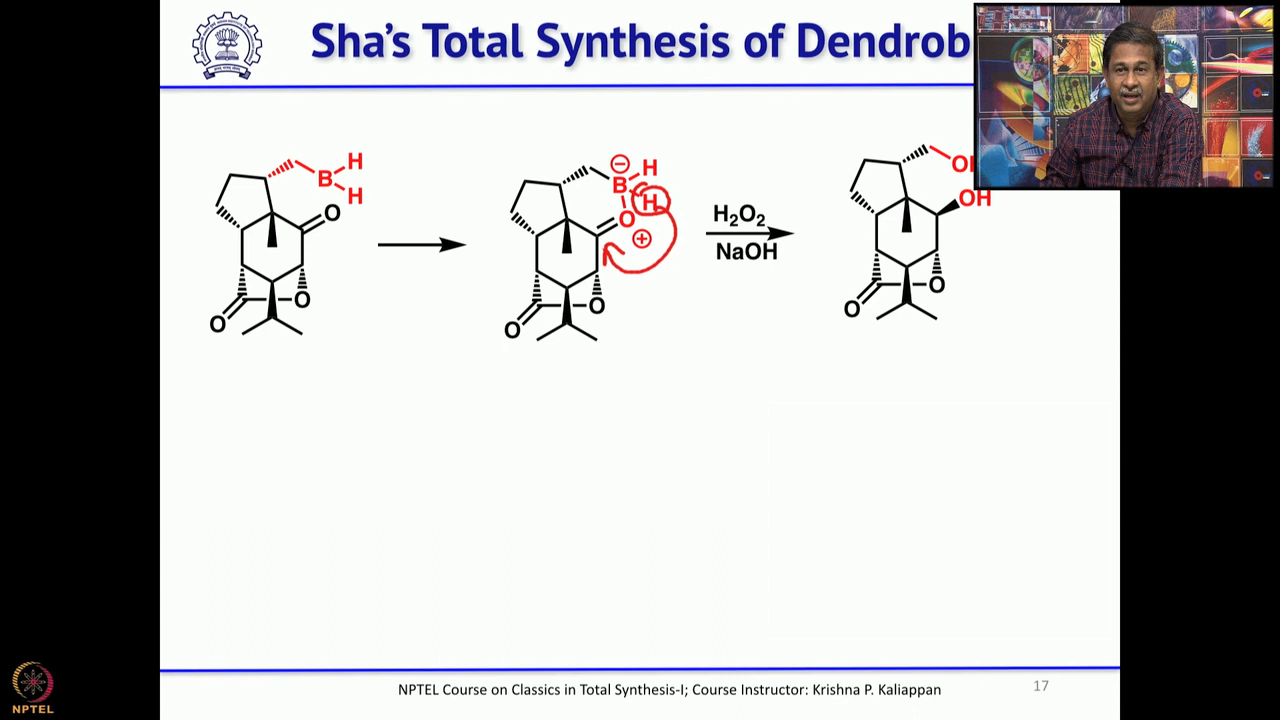 Sha's Total Synthesis of Dendrob
B
H
H
O
O
O
⊖
B
H
H
O
⊕
O
O
H₂O₂
NaOH
OH
OH
O
O
NPTEL Course on Classics in Total Synthesis-I; Course Instructor: Krishna P. Kaliappan
17
NPTEL